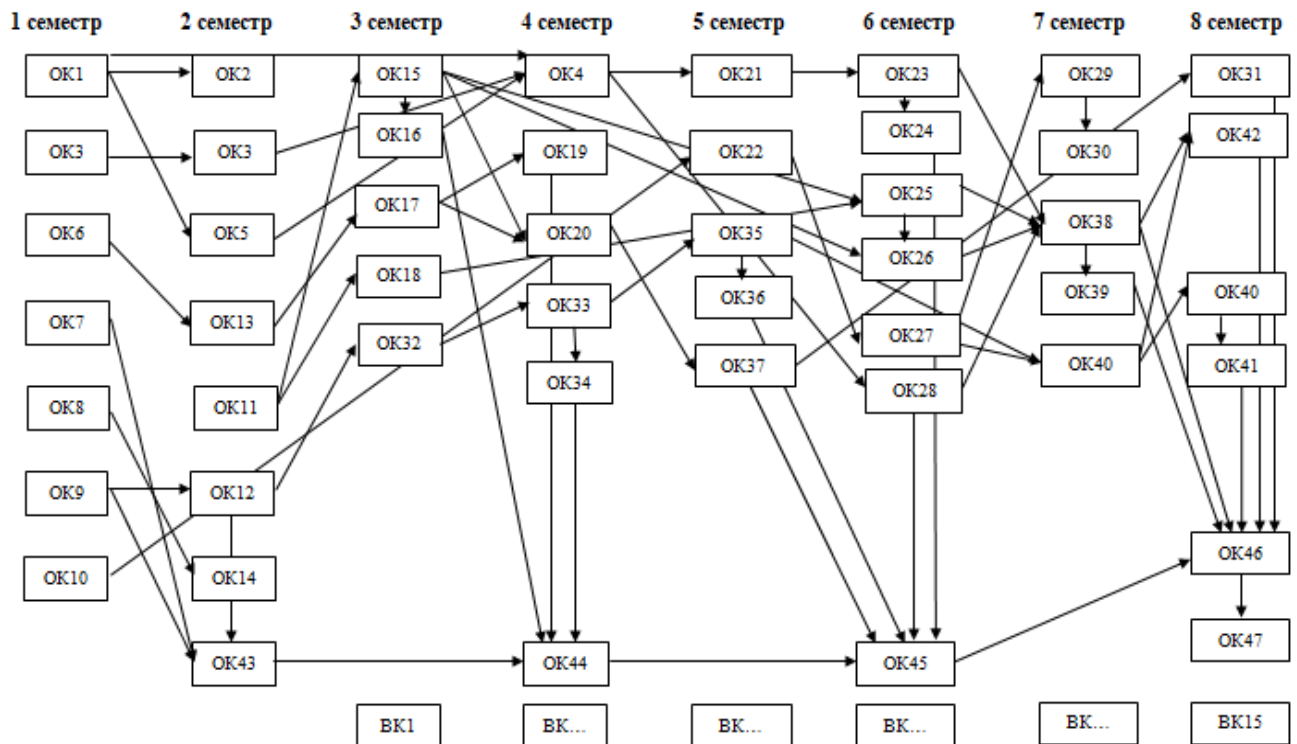 1 семестр 2 семестр 3 семестр 4 семестр 5 семестр 6 семестр 7 семестр 8 семестр
ОК1 ОК2 ОК15 ОК4 ОК21 ОК23 ОК29 ОК31
ОК16 ОК24 ОК42
ОК3 ОК3 ОК19 ОК22 ОК30
ОК17 ОК25
ОК6 ОК5 ОК20 ОК35 ОК38
ОК18 ОК26
ОК36 ОК39 ОК40
ОК7 ОК13 ОК33
ОК32 ОК27
ОК37 ОК40 ОК41
ОК34 ОК28
ОК8 ОК11
ОК9 ОК12
ОК46
ОК10 ОК14
ОК47
ОК43 ОК44 ОК45
ВК1 ВК... ВК... ВК... ВК... ВК15